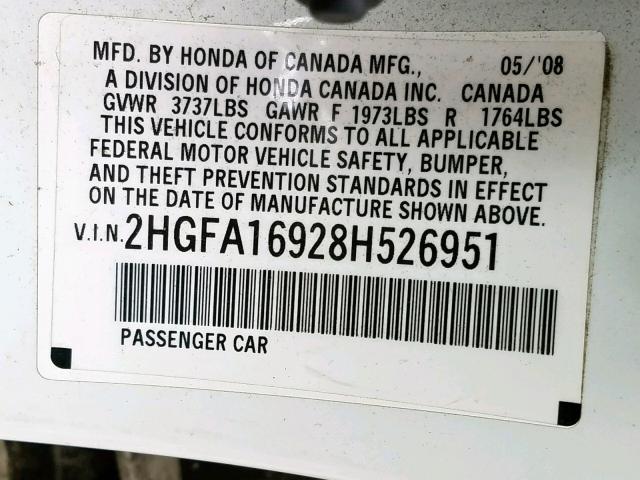 MFD. BY HONDA OF CANADA MFG., 05/'08
A DIVISION OF HONDA CANADA INC. CANADA
GVWR 3737LBS GAWR F 1973LBS R 1764LBS
THIS VEHICLE CONFORMS TO ALL APPLICABLE
FEDERAL MOTOR VEHICLE SAFETY, BUMPER,
AND THEFT PREVENTION STANDARDS IN EFFECT
ON THE DATE OF MANUFACTURE SHOWN ABOVE.
V.I.N. 2HGFA16928H526951
PASSENGER CAR